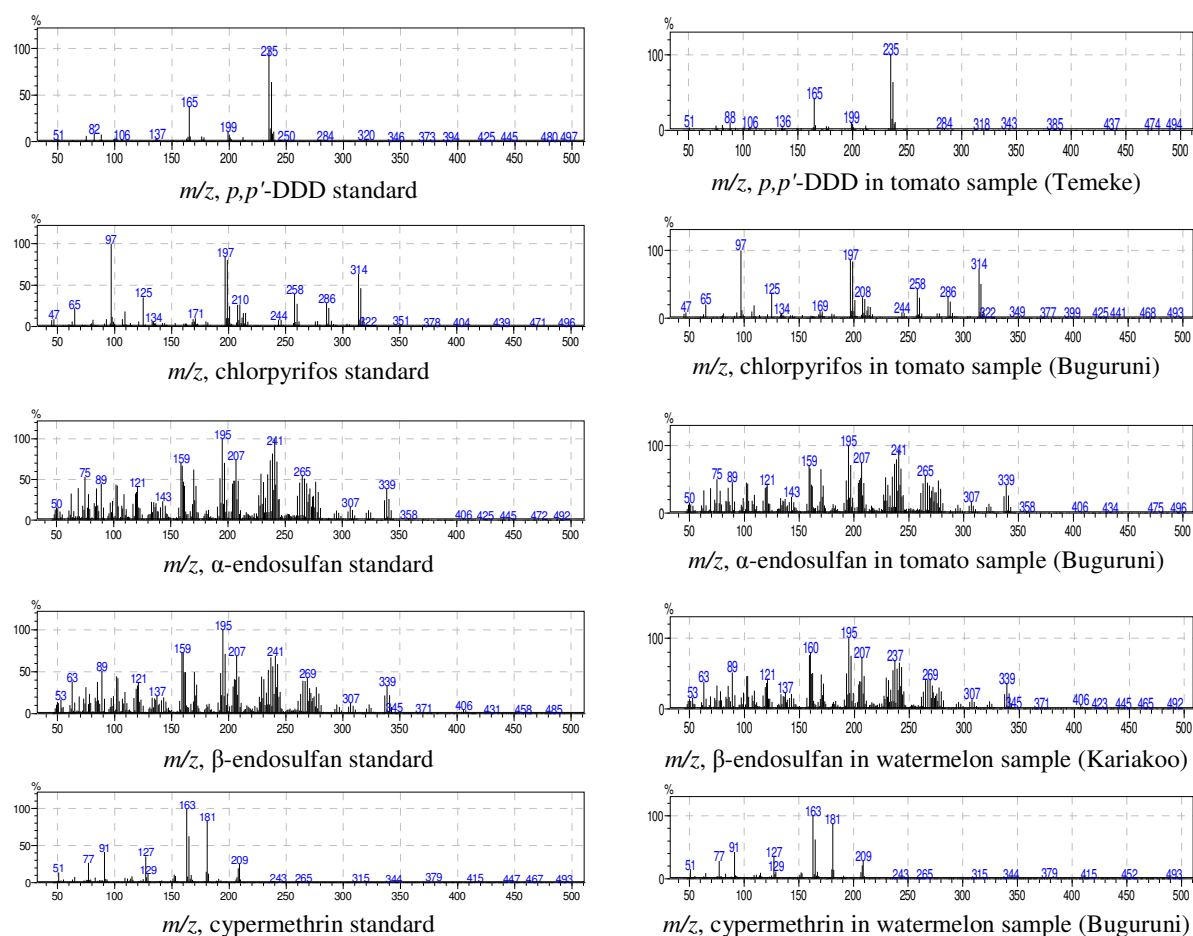 %
100
50
0
235
165
51 82 106 137 199 250 284 320 346 373 394 425 445 480 497
50 100 150 200 250 300 350 400 450 500
m/z, p,p'-DDD standard
%
100
0
235
165
51 88 106 136 199 284 318 343 385 437 474 494
50 100 150 200 250 300 350 400 450 500
m/z, p,p'-DDD in tomato sample (Temeke)
%
100
50
0
97
197
314
125 258
65 210 286
47 134 171 244 322 351 378 404 439 471 496
50 100 150 200 250 300 350 400 450 500
m/z, chlorpyrifos standard
%
100
0
97
197
314
125 258 286
65 208
47 134 169 244 322 349 377 399 425 441 468 493
50 100 150 200 250 300 350 400 450 500
m/z, chlorpyrifos in tomato sample (Buguruni)
%
100
50
0
195 241
159 207
75 265
89 121 339
50 143 307
358 406 425 445 472 492
50 100 150 200 250 300 350 400 450 500
m/z, α-endosulfan standard
%
100
0
195
241
159 207
75 89 265
121 339
50 143 307
358 406 434 475 496
50 100 150 200 250 300 350 400 450 500
m/z, α-endosulfan in tomato sample (Buguruni)
%
100
50
0
195
159 207 241
89
63 121 269 339
53 137 307
345 371 406 431 458 485
50 100 150 200 250 300 350 400 450 500
m/z, β-endosulfan standard
%
100
0
195
160 207 237
89
63 121 269 339
53 137 307
345 371 406 423 445 465 492
50 100 150 200 250 300 350 400 450 500
m/z, β-endosulfan in watermelon sample (Kariakoo)
%
100
50
0
163
181
91 127
77 209
51 129 243 265 315 344 379 415 447 467 493
50 100 150 200 250 300 350 400 450 500
m/z, cypermethrin standard
%
100
0
163
181
91
77 127 209
51 129 243 265 315 344 379 415 452 493
50 100 150 200 250 300 350 400 450 500
m/z, cypermethrin in watermelon sample (Buguruni)